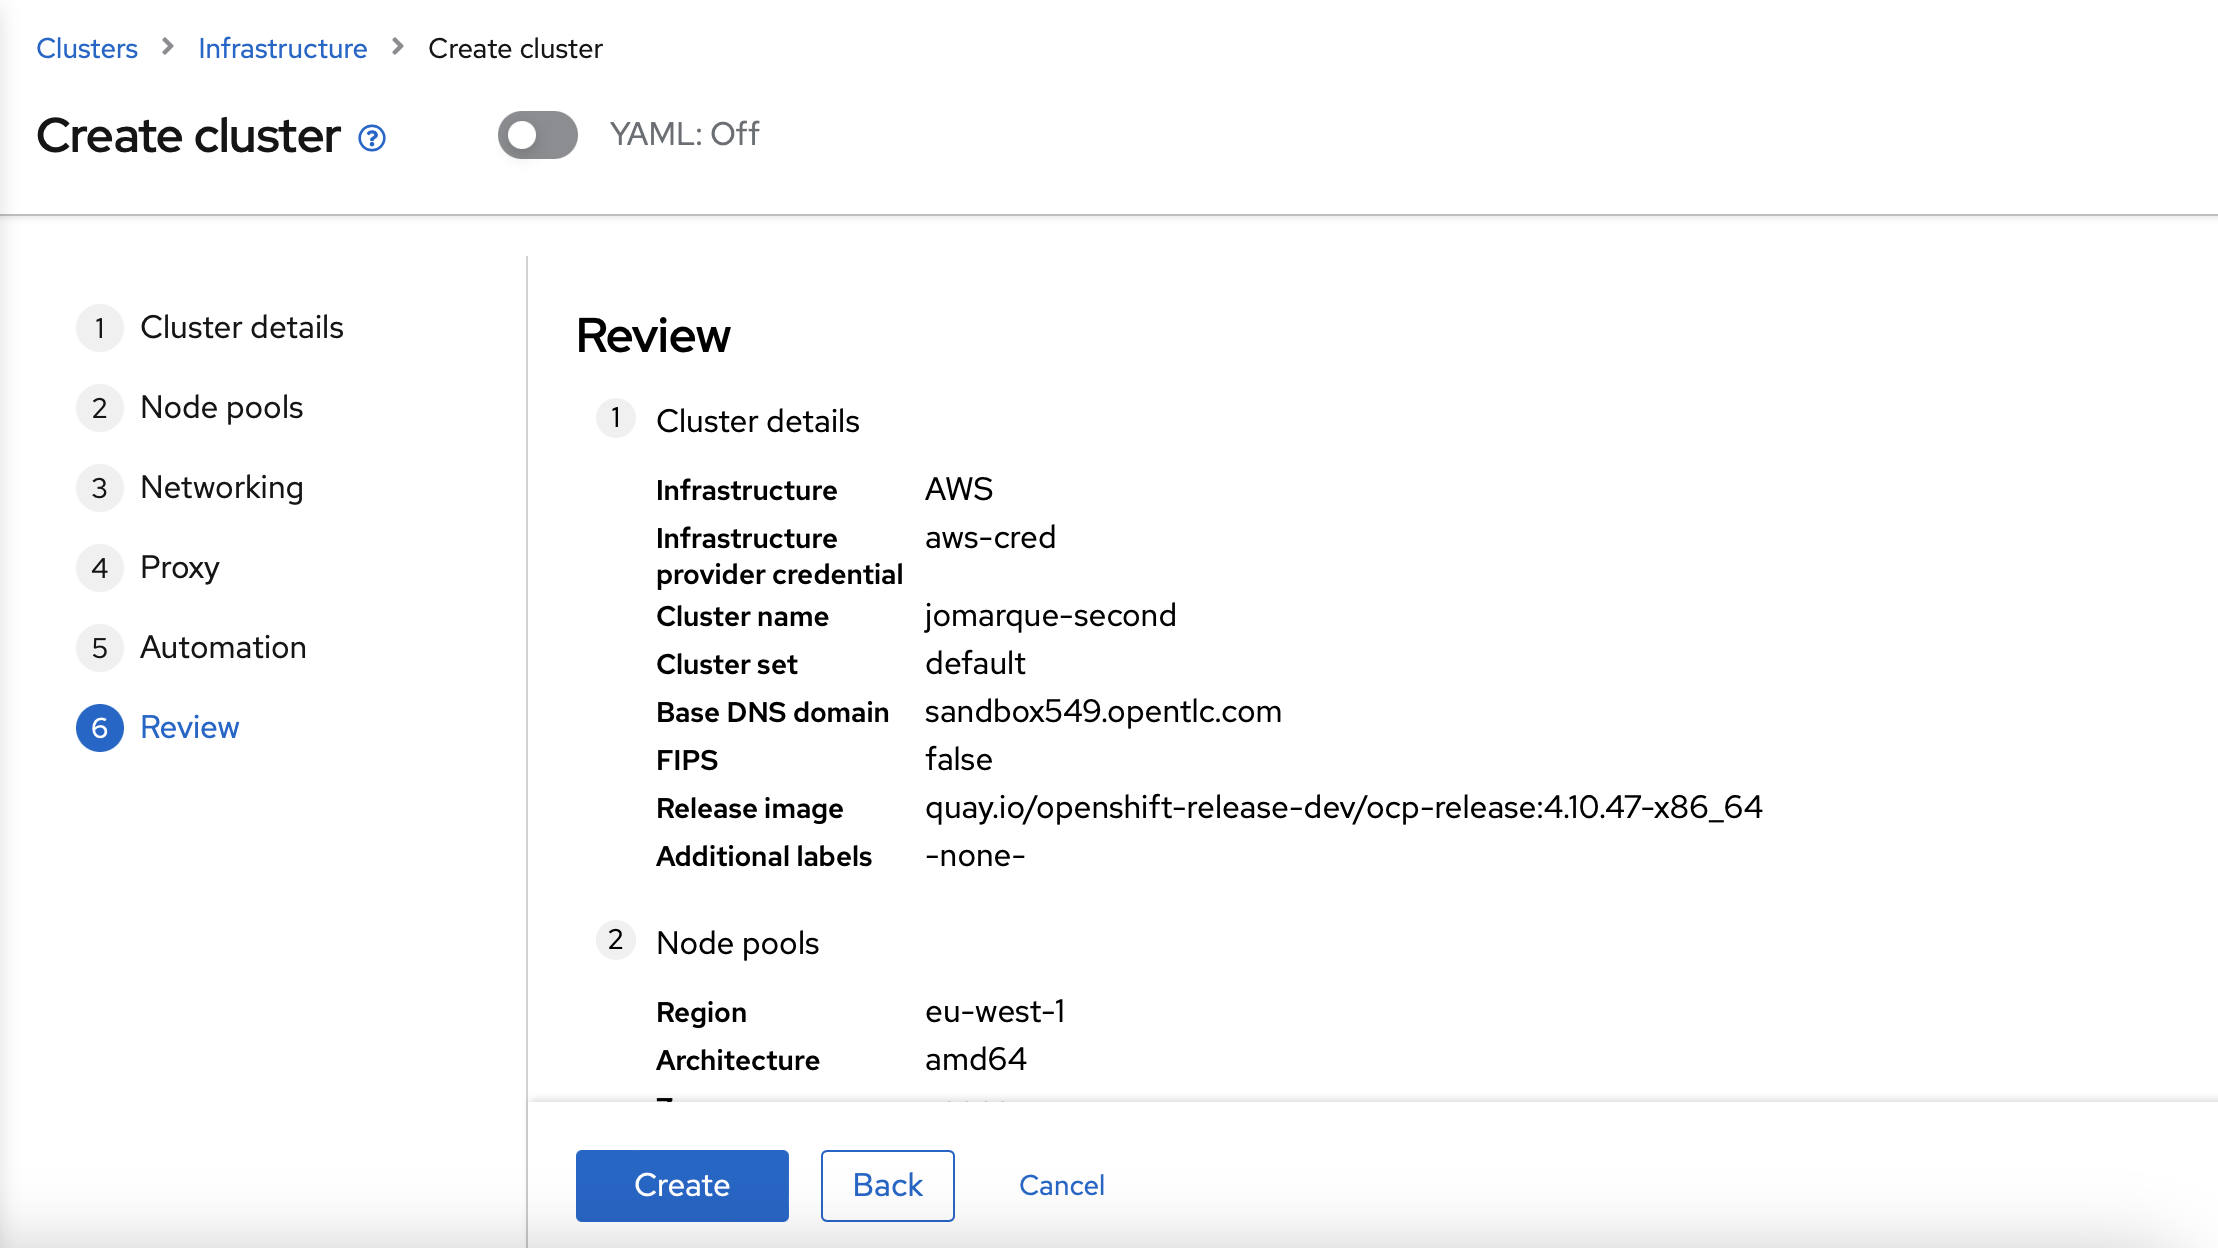 Clusters > Infrastructure > Create cluster
Create cluster
YAML: Off
1 Cluster details
2 Node pools
3 Networking
4 Proxy
5 Automation
6 Review
Review
1 Cluster details
Infrastructure AWS
Infrastructure provider credential aws-cred
Cluster name jomarque-second
Cluster set default
Base DNS domain sandbox549.opentlc.com
FIPS false
Release image quay.io/openshift-release-dev/ocp-release:4.10.47-x86_64
Additional labels -none-
2 Node pools
Region eu-west-1
Architecture amd64
Create Back Cancel